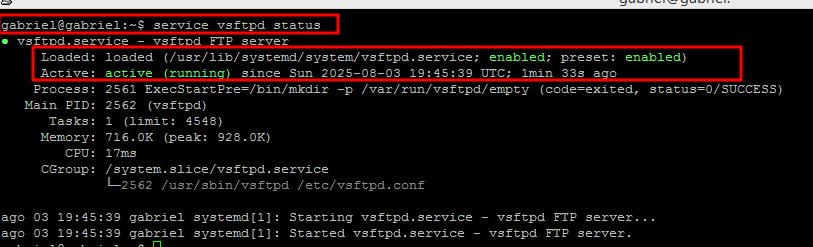 gabriel@gabriel:~$ service vsftpd status
● vsftpd.service - vsftpd FTP server
Loaded: loaded (/usr/lib/systemd/system/vsftpd.service; enabled; preset: enabled)
Active: active (running) since Sun 2025-08-03 19:45:39 UTC; 1min 33s ago
Process: 2561 ExecStartPre=/bin/mkdir -p /var/run/vsftpd/empty (code=exited, status=0/SUCCESS)
Main PID: 2562 (vsftpd)
Tasks: 1 (limit: 4548)
Memory: 716.0K (peak: 928.0K)
CPU: 17ms
CGroup: /system.slice/vsftpd.service
└─2562 /usr/sbin/vsftpd /etc/vsftpd.conf
ago 03 19:45:39 gabriel systemd[1]: Starting vsftpd.service - vsftpd FTP server...
ago 03 19:45:39 gabriel systemd[1]: Started vsftpd.service - vsftpd FTP server.